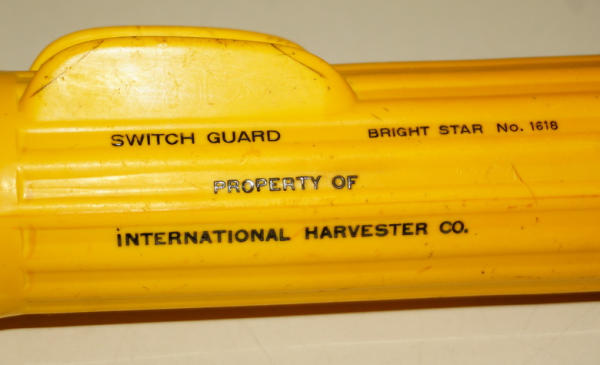 SWITCH GUARD BRIGHT STAR No. 1618
PROPERTY OF
INTERNATIONAL HARVESTER CO.